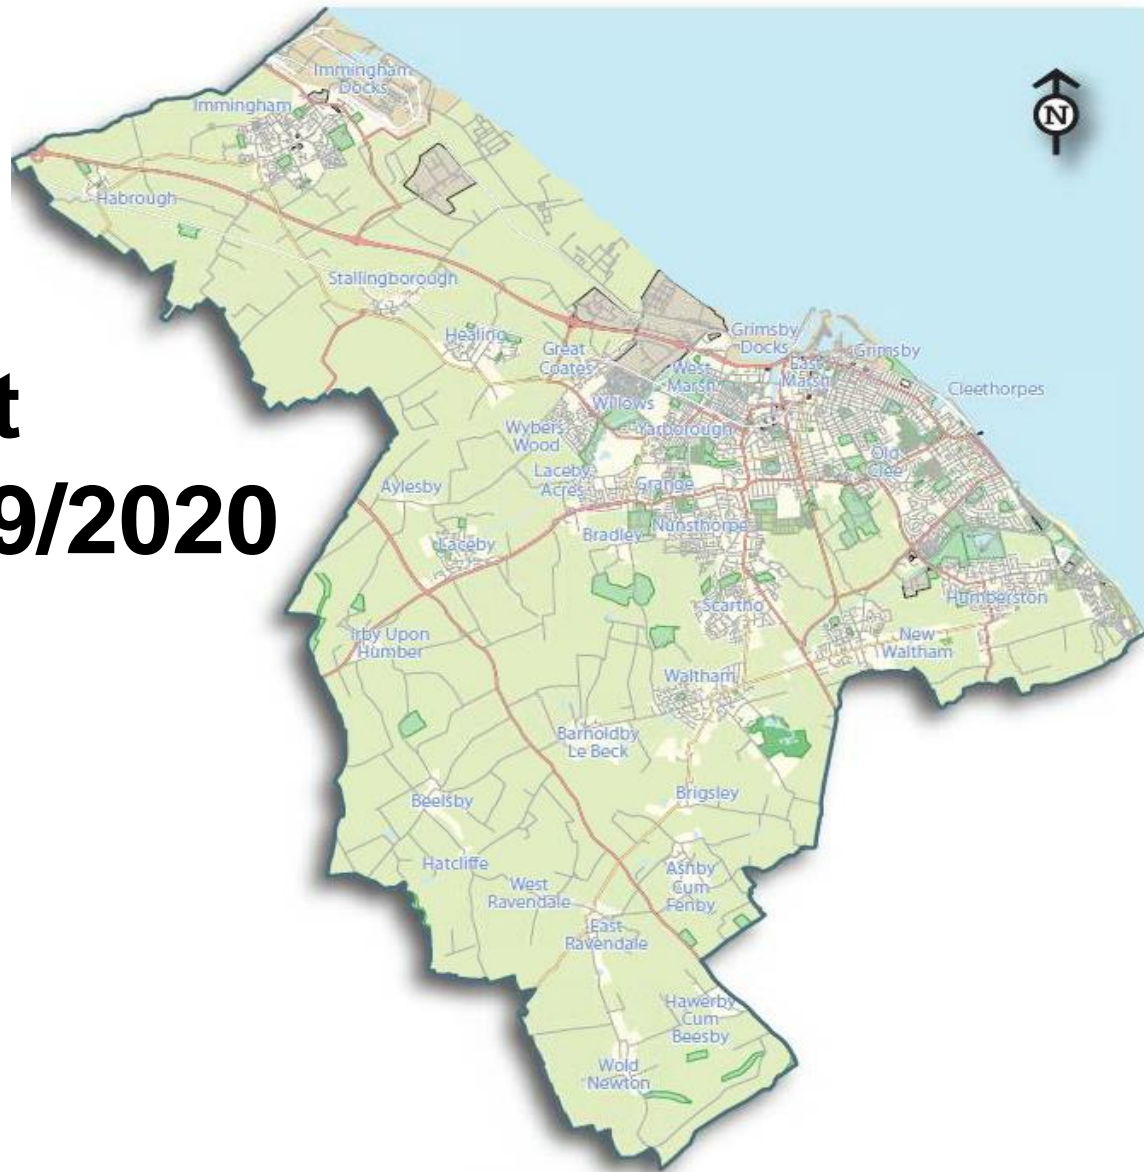 Immingham
Docks
Immingham
N
Habrough
Stallingborough
Healing
Great
Coates
Grimsby
Docks
Grimsby
East
Marsh
West
Marsh
Cleethorpes
Willows
Wybers
Wood
Yarborough
t
Old
Clee
Laceby
Acres
Grange
Aylesby
9/2020
Nunsthorpe
Bradley
Laceby
Humberston
Scartho
Irby Upon
Humber
New
Waltham
Waltham
Barnoldby
Le Beck
Beelsby
Brigsley
Hatcliffe
Ashby
Cum
Fenby
West
Ravendale
East
Ravendale
Hawerby
Cum
Beesby
Wold
Newton